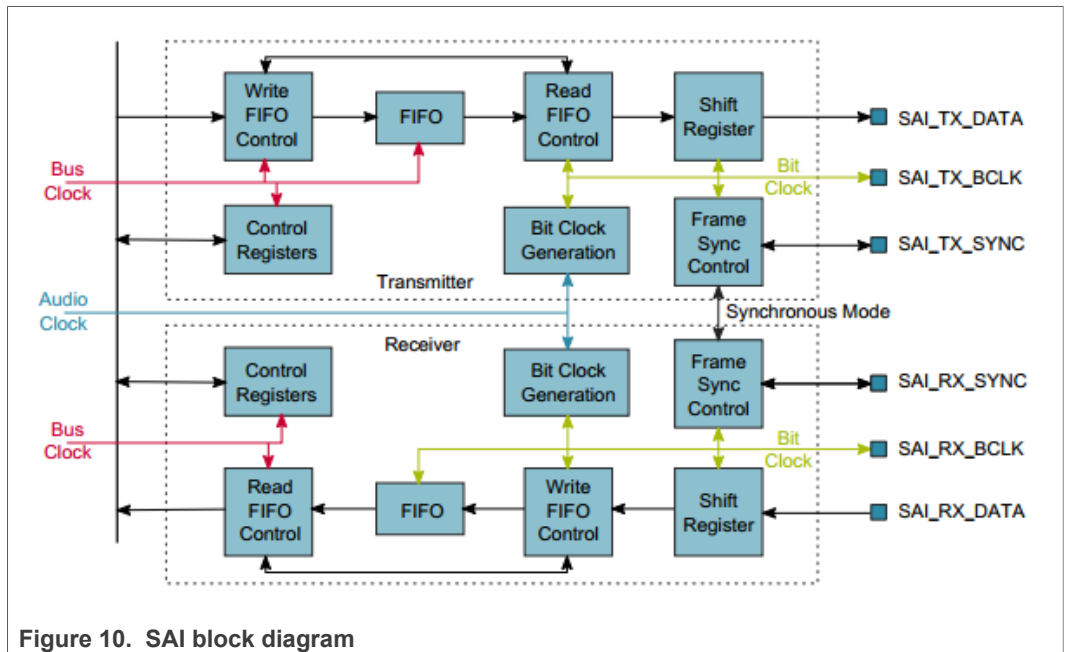 Write
FIFO
Control
FIFO
Read
FIFO
Control
Shift
Register
SAI_TX_DATA
Bus
Clock
Bit
Clock
SAI_TX_BCLK
Control
Registers
Bit Clock
Generation
Frame
Sync
Control
SAI_TX_SYNC
Transmitter
Audio
Clock
Synchronous Mode
Receiver
Control
Registers
Bit Clock
Generation
Frame
Sync
Control
SAI_RX_SYNC
Bus
Clock
Bit
Clock
SAI_RX_BCLK
Read
FIFO
Control
FIFO
Write
FIFO
Control
Shift
Register
SAI_RX_DATA
Figure 10. SAI block diagram